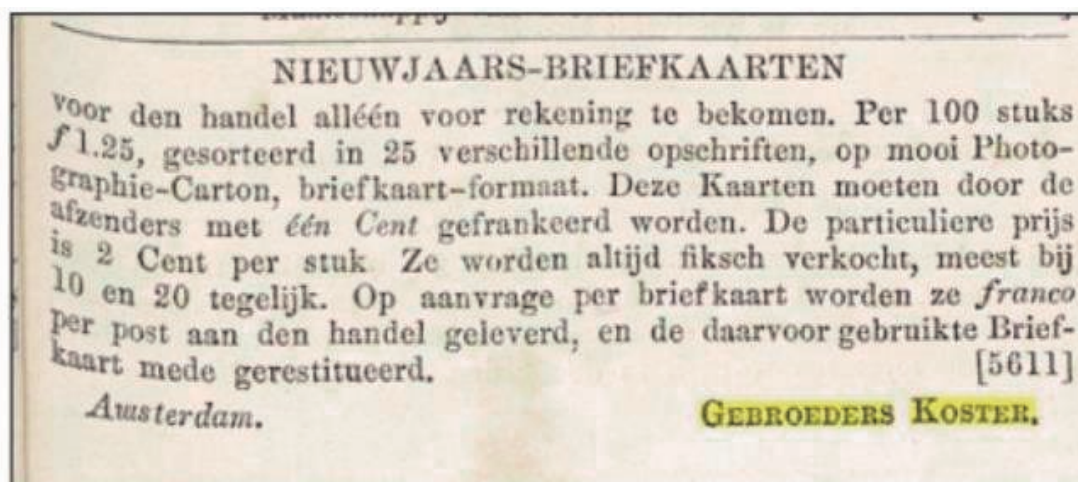 NIEUWJAARS-BRIEFKAARTEN
voor den handel alléén voor rekening te bekomen. Per 100 stuks
ƒ 1.25, gesorteerd in 25 verschillende opschriften, op mooi Photo-
graphie-Carton, briefkaart-formaat. Deze Kaarten moeten door de
afzenders met één Cent gefrankeerd worden. De particuliere prijs
is 2 Cent per stuk Ze worden altijd fiksch verkocht, meest bij
10 en 20 tegelijk. Op aanvrage per briefkaart worden ze franco
per post aan den handel geleverd, en de daarvoor gebruikte Brief-
kaart mede gerestitueerd. [5611]
Amsterdam. GEBROEDERS KOSTER.